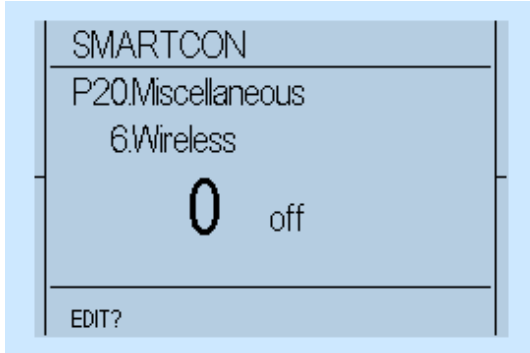 SMARTCON
P20.Miscellaneous
6.Wireless
0 off
EDIT?